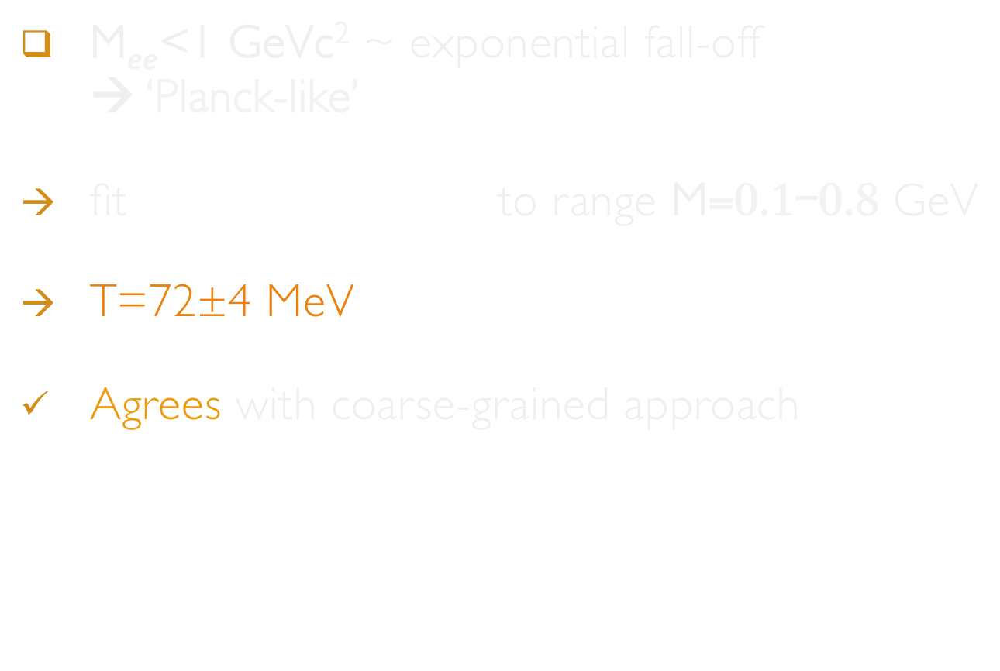 ❑ Mₑₑ<1 GeVc² ~ exponential fall-off
→ ‘Planck-like’
→ fit to range M=0.1−0.8 GeV
→ T=72±4 MeV
✓ Agrees with coarse-grained approach